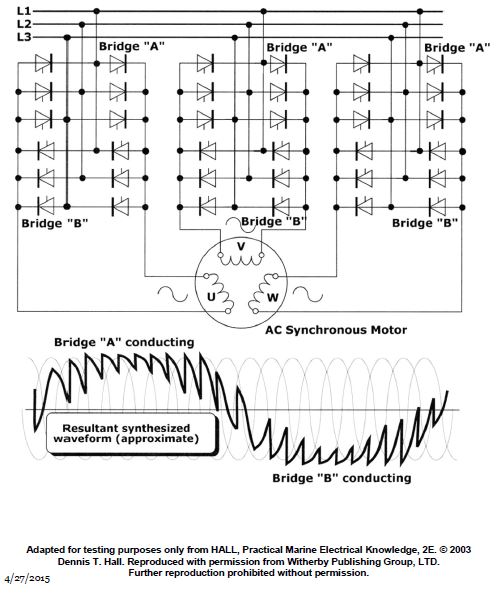 L1
L2
L3
Bridge "A"
Bridge "A"
Bridge "A"
Bridge "B"
Bridge "B"
Bridge "B"
V
U
W
AC Synchronous Motor
Bridge "A" conducting
Resultant synthesized
waveform (approximate)
Bridge "B" conducting
Adapted for testing purposes only from HALL, Practical Marine Electrical Knowledge, 2E. © 2003
Dennis T. Hall. Reproduced with permission from Witherby Publishing Group, LTD.
Further reproduction prohibited without permission.
4/27/2015